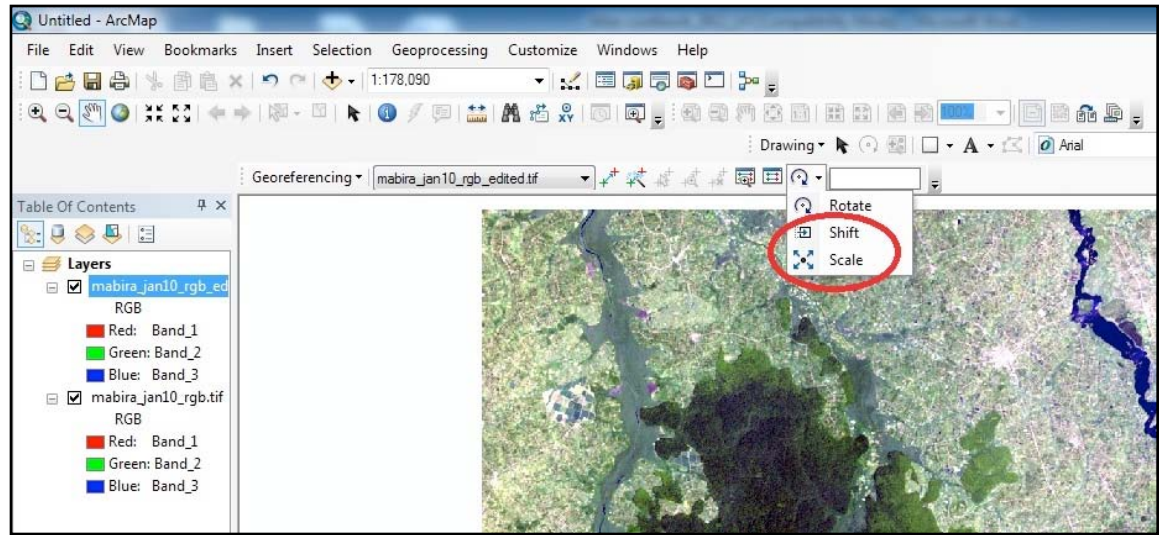 Untitled - ArcMap
File Edit View Bookmarks Insert Selection Geoprocessing Customize Windows Help
1:178,090
100%
Drawing A Arial
Georeferencing mabira_jan10_rgb_edited.tif
Table Of Contents
Rotate
Shift
Scale
Layers
mabira_jan10_rgb_ed
RGB
Red: Band_1
Green: Band_2
Blue: Band_3
mabira_jan10_rgb.tif
RGB
Red: Band_1
Green: Band_2
Blue: Band_3